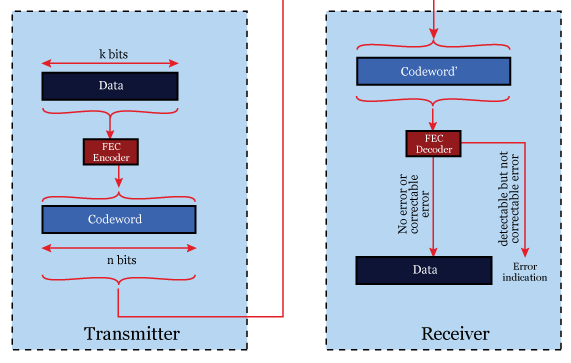 k bits
Data
FEC
Encoder
Codeword
n bits
Transmitter
Codeword'
FEC
Decoder
No error or
correctable
error
detectable but not
correctable error
Data
Error
indication
Receiver